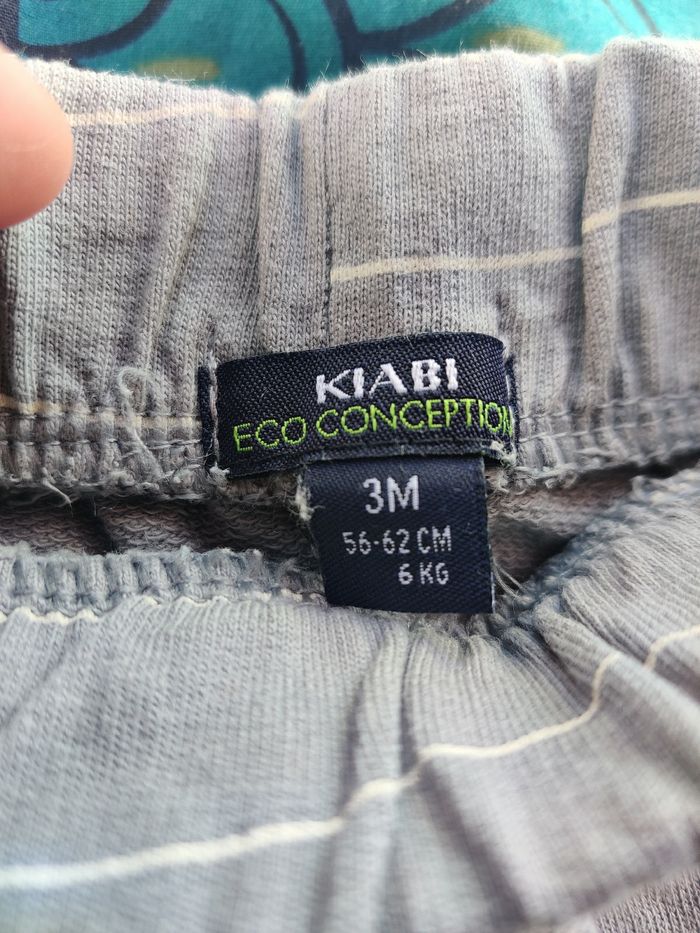 KIABI
ECO CONCEPTION
3M
56-62 CM
6 KG